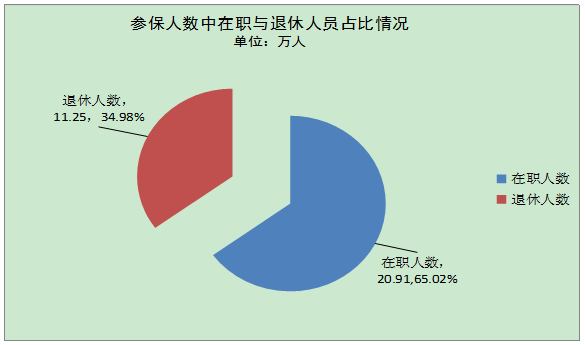 参保人数中在职与退休人员占比情况
单位：万人
退休人数，
11.25，34.98%
在职人数
退休人数
在职人数，
20.91,65.02%